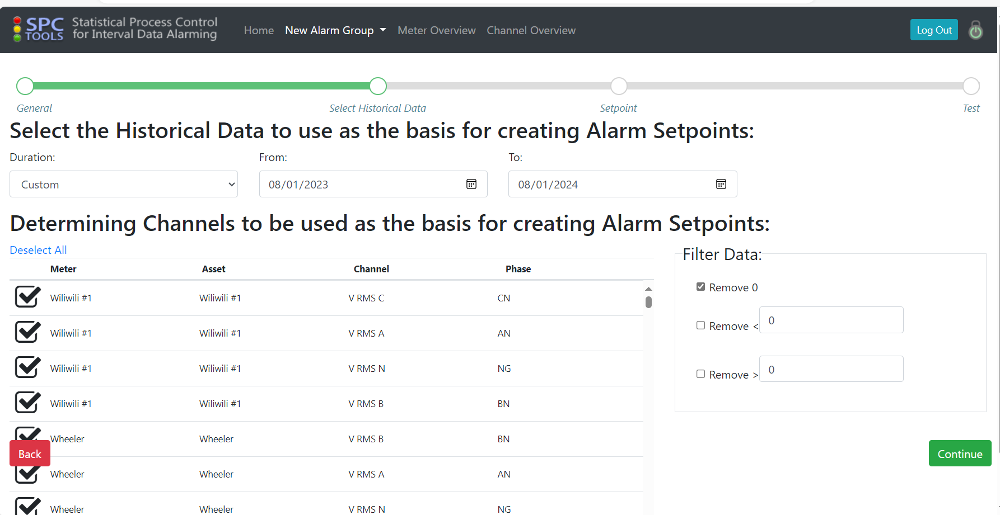 SPC TOOLS
Statistical Process Control
for Interval Data Alarming
Home New Alarm Group Meter Overview Channel Overview Log Out
General Select Historical Data Setpoint Test
Select the Historical Data to use as the basis for creating Alarm Setpoints:
Duration: From: To:
Custom 08/01/2023 08/01/2024
Determining Channels to be used as the basis for creating Alarm Setpoints:
Deselect All
Meter Asset Channel Phase
Wiliwili #1 Wiliwili #1 V RMS C CN
Wiliwili #1 Wiliwili #1 V RMS A AN
Wiliwili #1 Wiliwili #1 V RMS N NG
Wiliwili #1 Wiliwili #1 V RMS B BN
Wheeler Wheeler V RMS B BN
Wheeler Wheeler V RMS A AN
Wheeler Wheeler V RMS N NG
Filter Data:
Remove 0
Remove < 0
Remove > 0
Back Continue